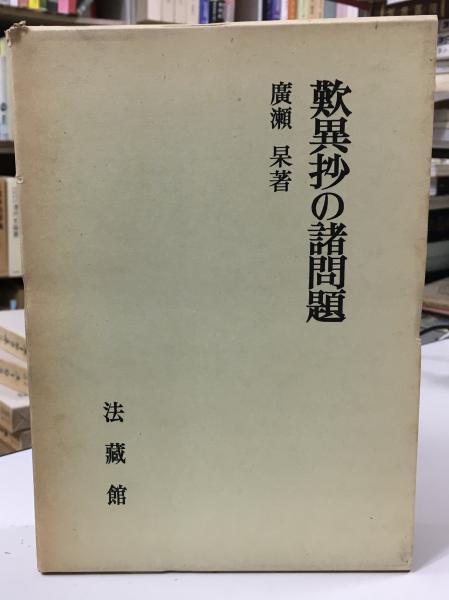 歎異抄の諸問題
廣瀬 杲著
法藏館